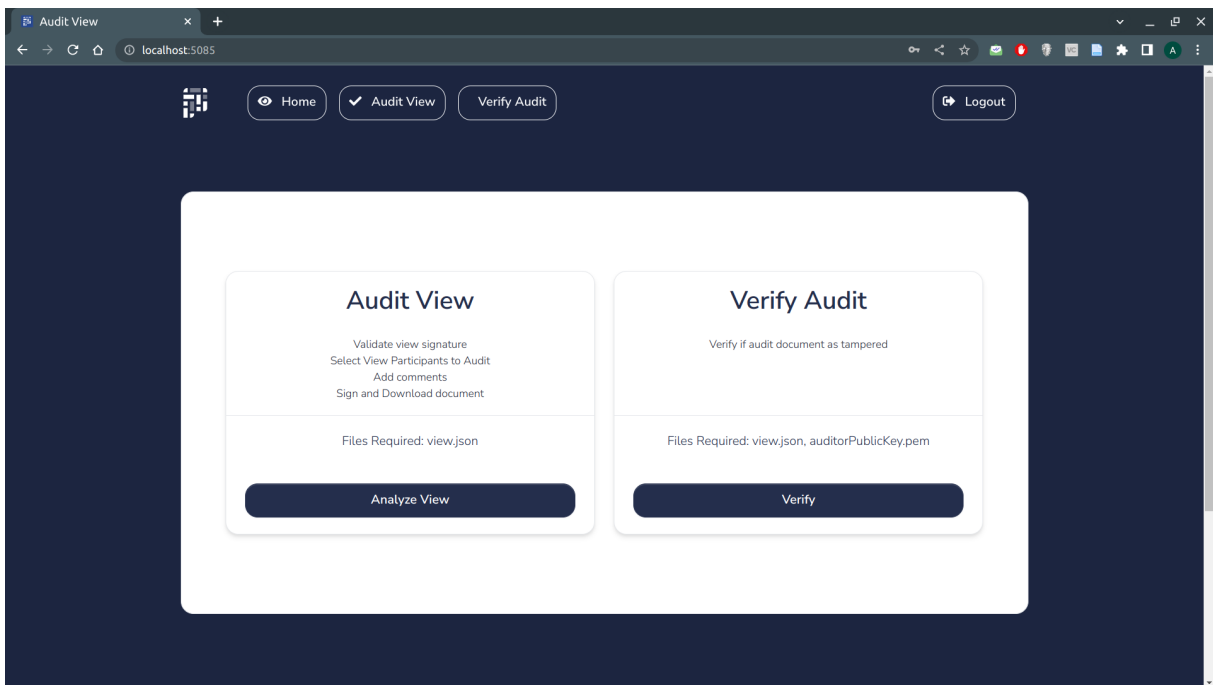 Audit View
localhost:5085
VC
A
Home
Audit View
Verify Audit
Logout
Audit View
Validate view signature
Select View Participants to Audit
Add comments
Sign and Download document
Files Required: view.json
Analyze View
Verify Audit
Verify if audit document as tampered
Files Required: view.json, auditorPublicKey.pem
Verify